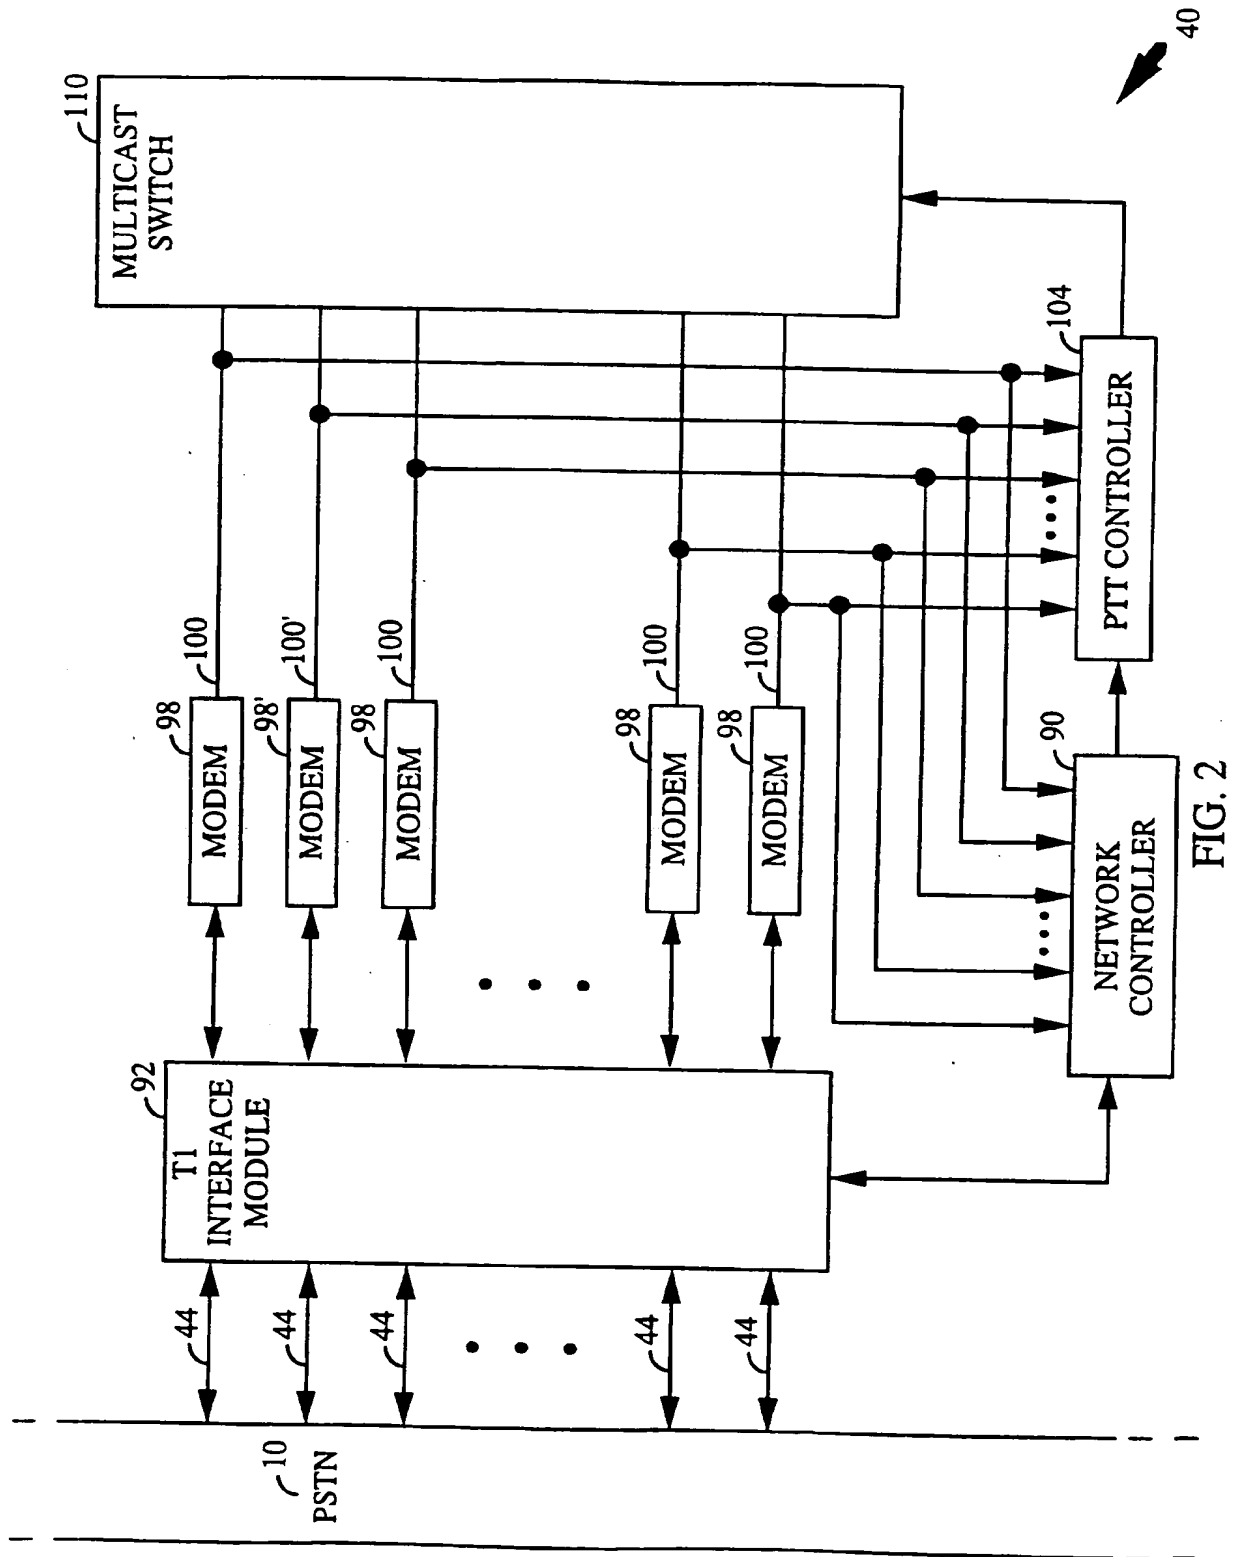 10
PSTN
44
44
44
44
44
92
T1
INTERFACE
MODULE
98
MODEM
100
98'
MODEM
100'
98
MODEM
100
98
MODEM
100
98
MODEM
100
110
MULTICAST
SWITCH
90
NETWORK
CONTROLLER
104
PTT CONTROLLER
40
FIG. 2